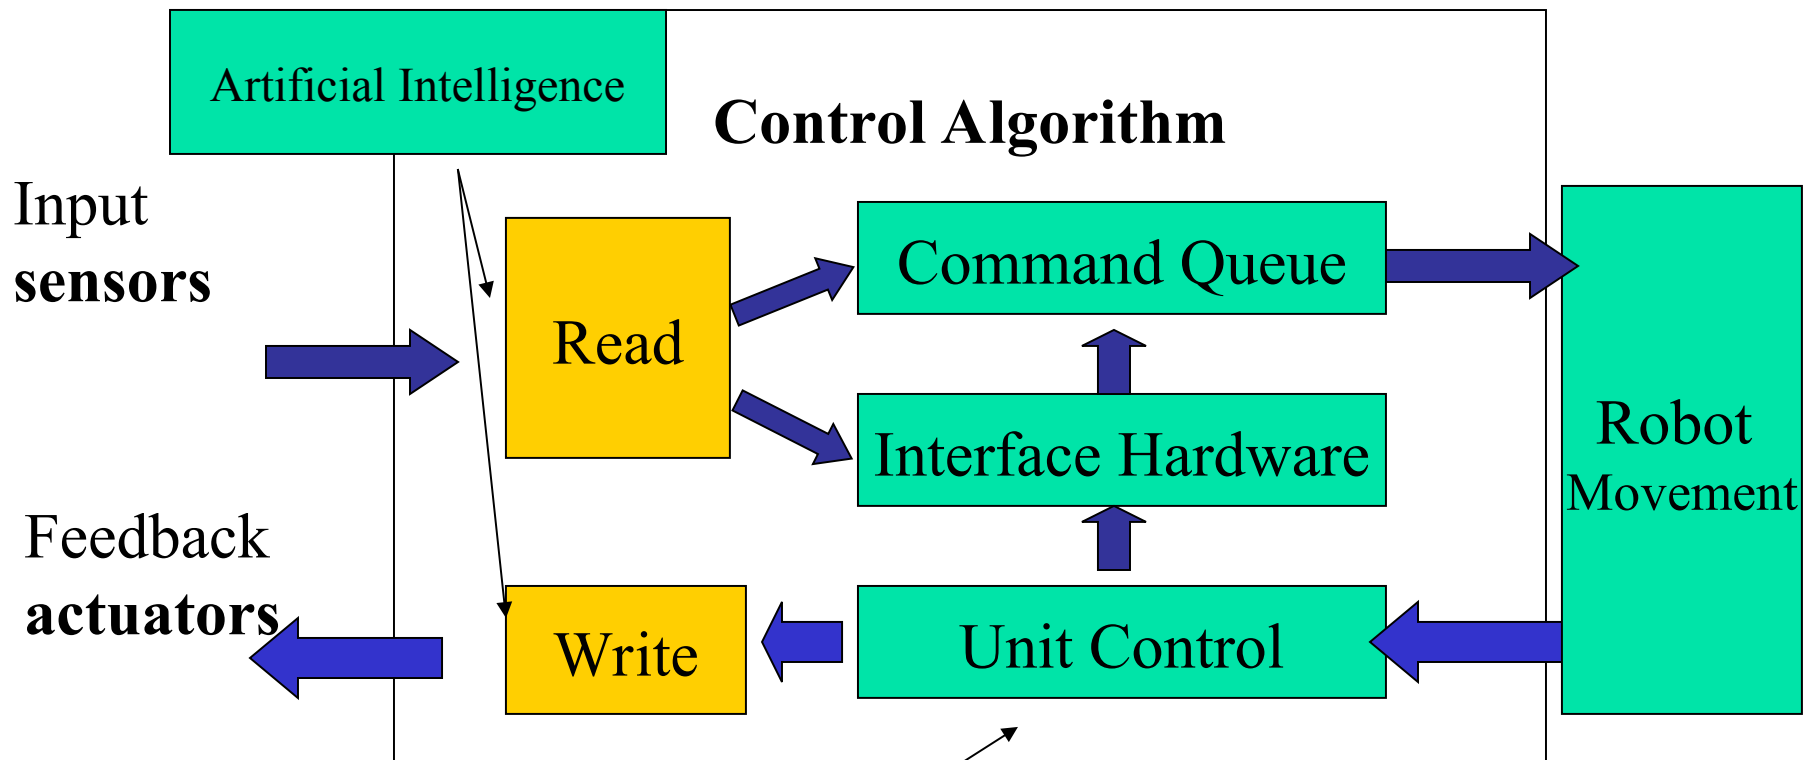 Artificial Intelligence
Control Algorithm
Input
sensors
Read
Command Queue
Interface Hardware
Robot
Movement
Feedback
actuators
Write
Unit Control